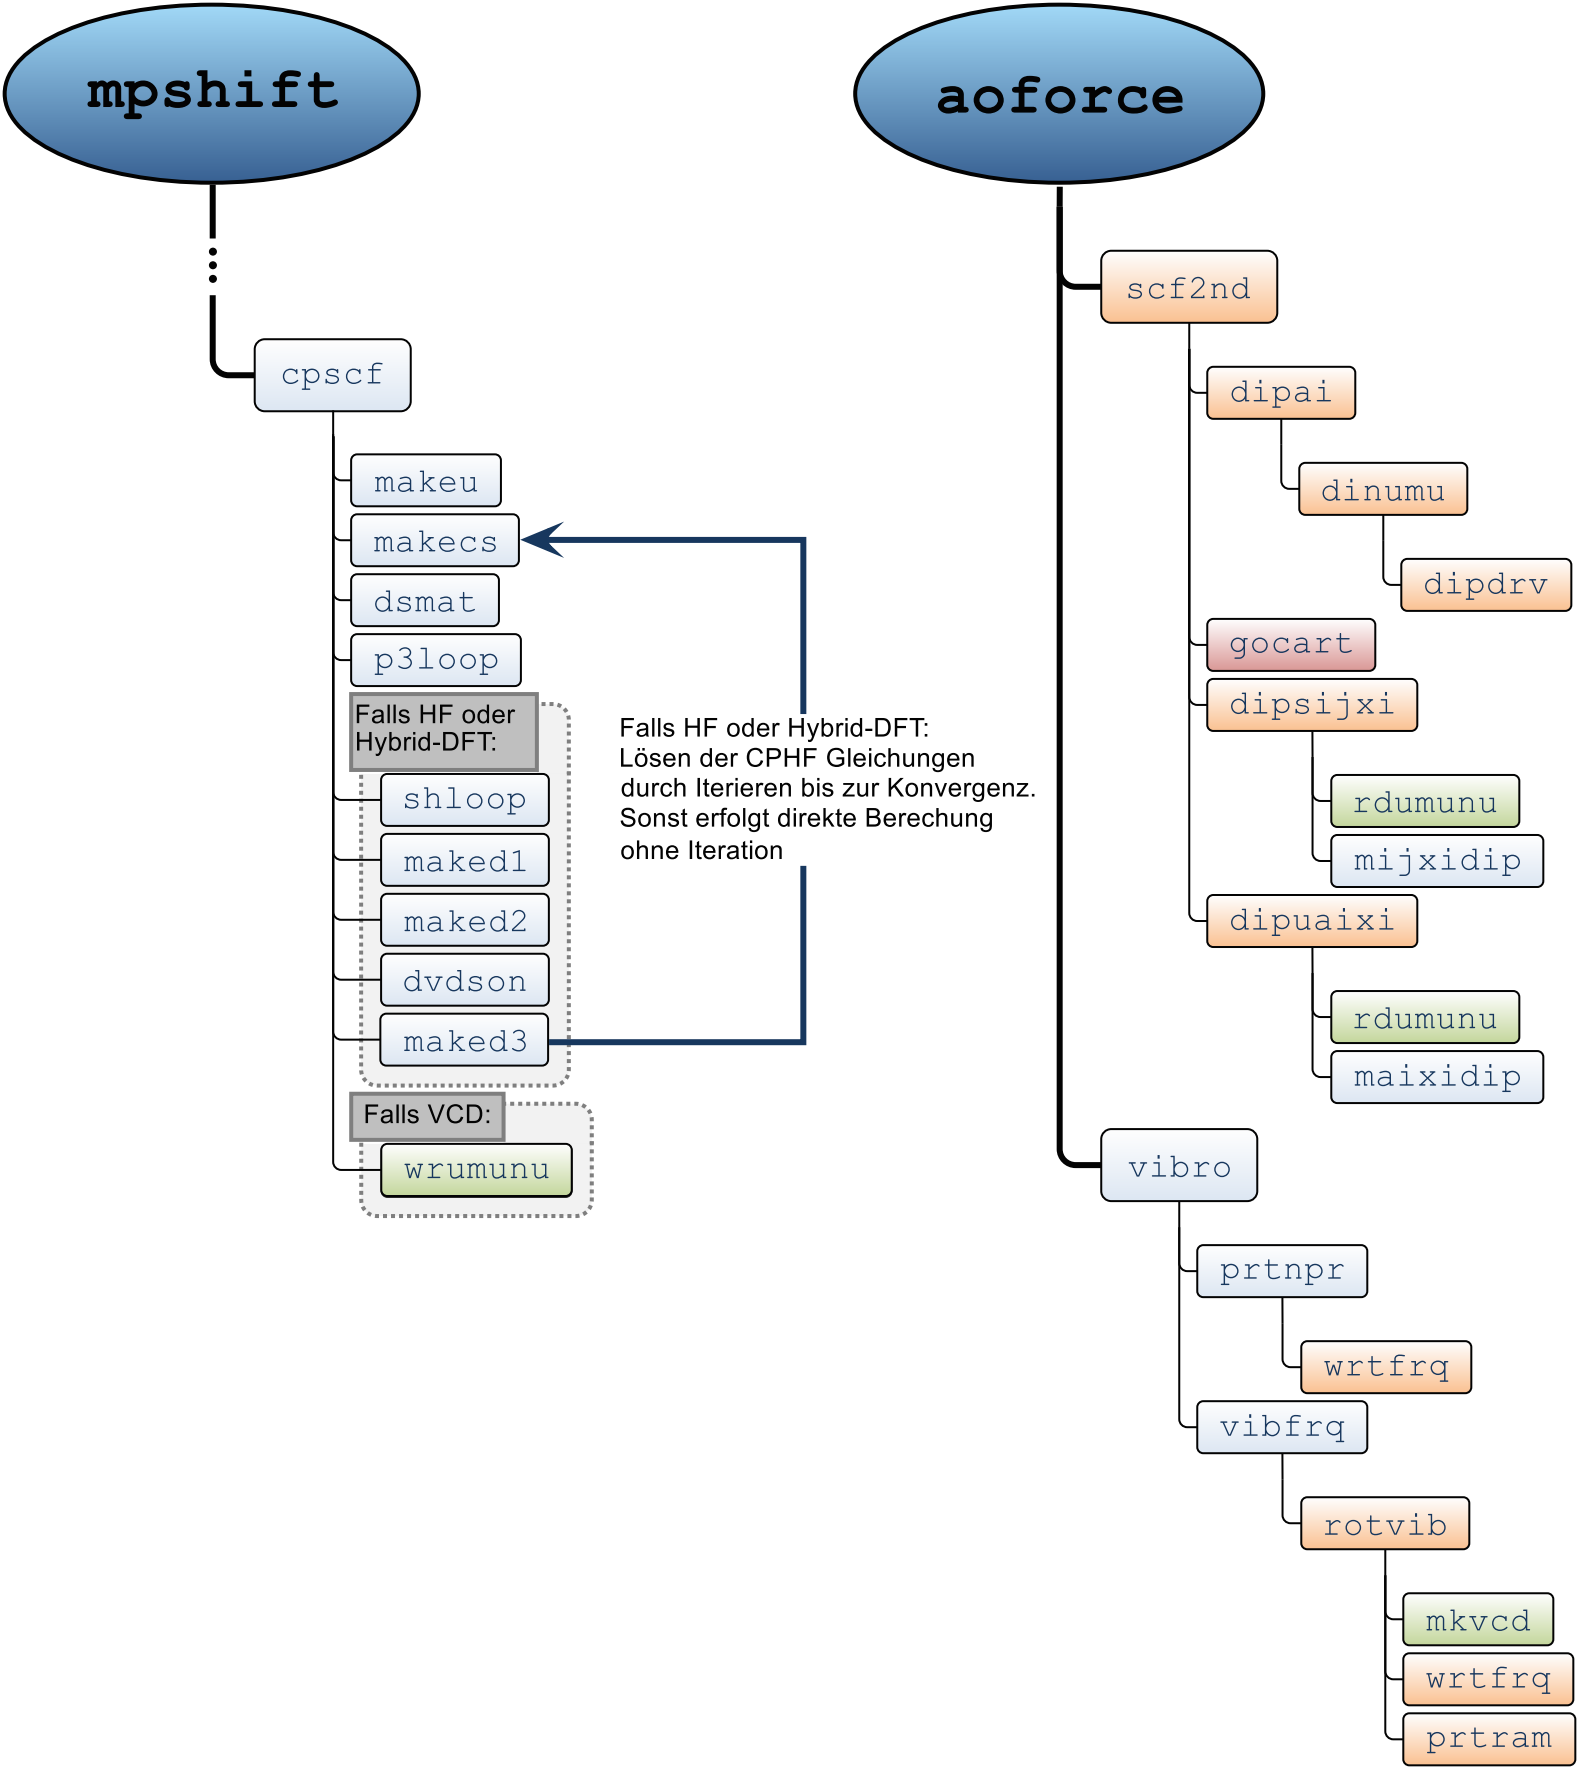 mpshift
cpscf
makeu
makecs
dsmat
p3loop
Falls HF oder
Hybrid-DFT:
shloop
maked1
maked2
dvdson
maked3
Falls VCD:
wrumunu
Falls HF oder Hybrid-DFT:
Lösen der CPHF Gleichungen
durch Iterieren bis zur Konvergenz.
Sonst erfolgt direkte Berechung
ohne Iteration
aoforce
scf2nd
dipai
dinumu
dipdrv
gocart
dipsijxi
rdumunu
mijxidip
dipuaixi
rdumunu
maixidip
vibro
prtnpr
wrtfrq
vibfrq
rotvib
mkvcd
wrtfrq
prtram